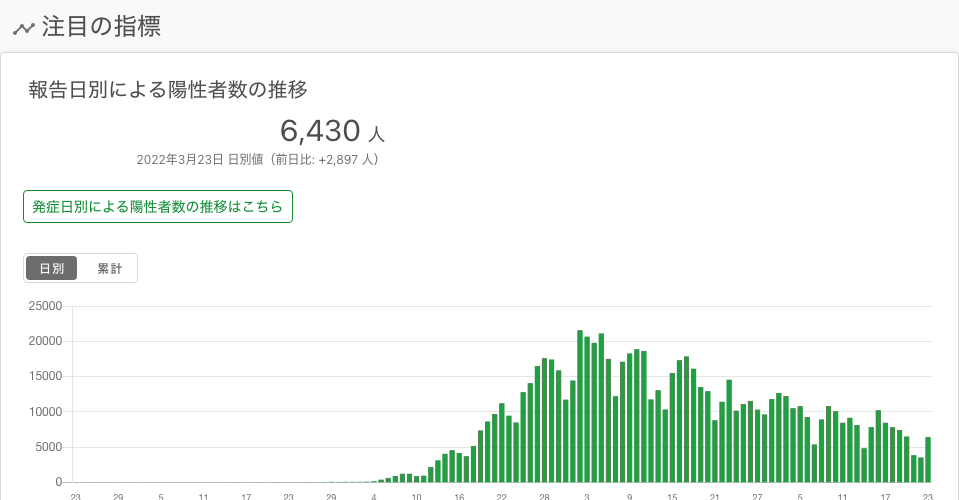 注目の指標
報告日別による陽性者数の推移
6,430 人
2022年3月23日 日別値（前日比: +2,897 人）
発症日別による陽性者数の推移はこちら
日別 累計
25000
20000
15000
10000
5000
0
23 29 5 11 17 23 29 4 10 16 22 28 3 9 15 21 27 5 11 17 23